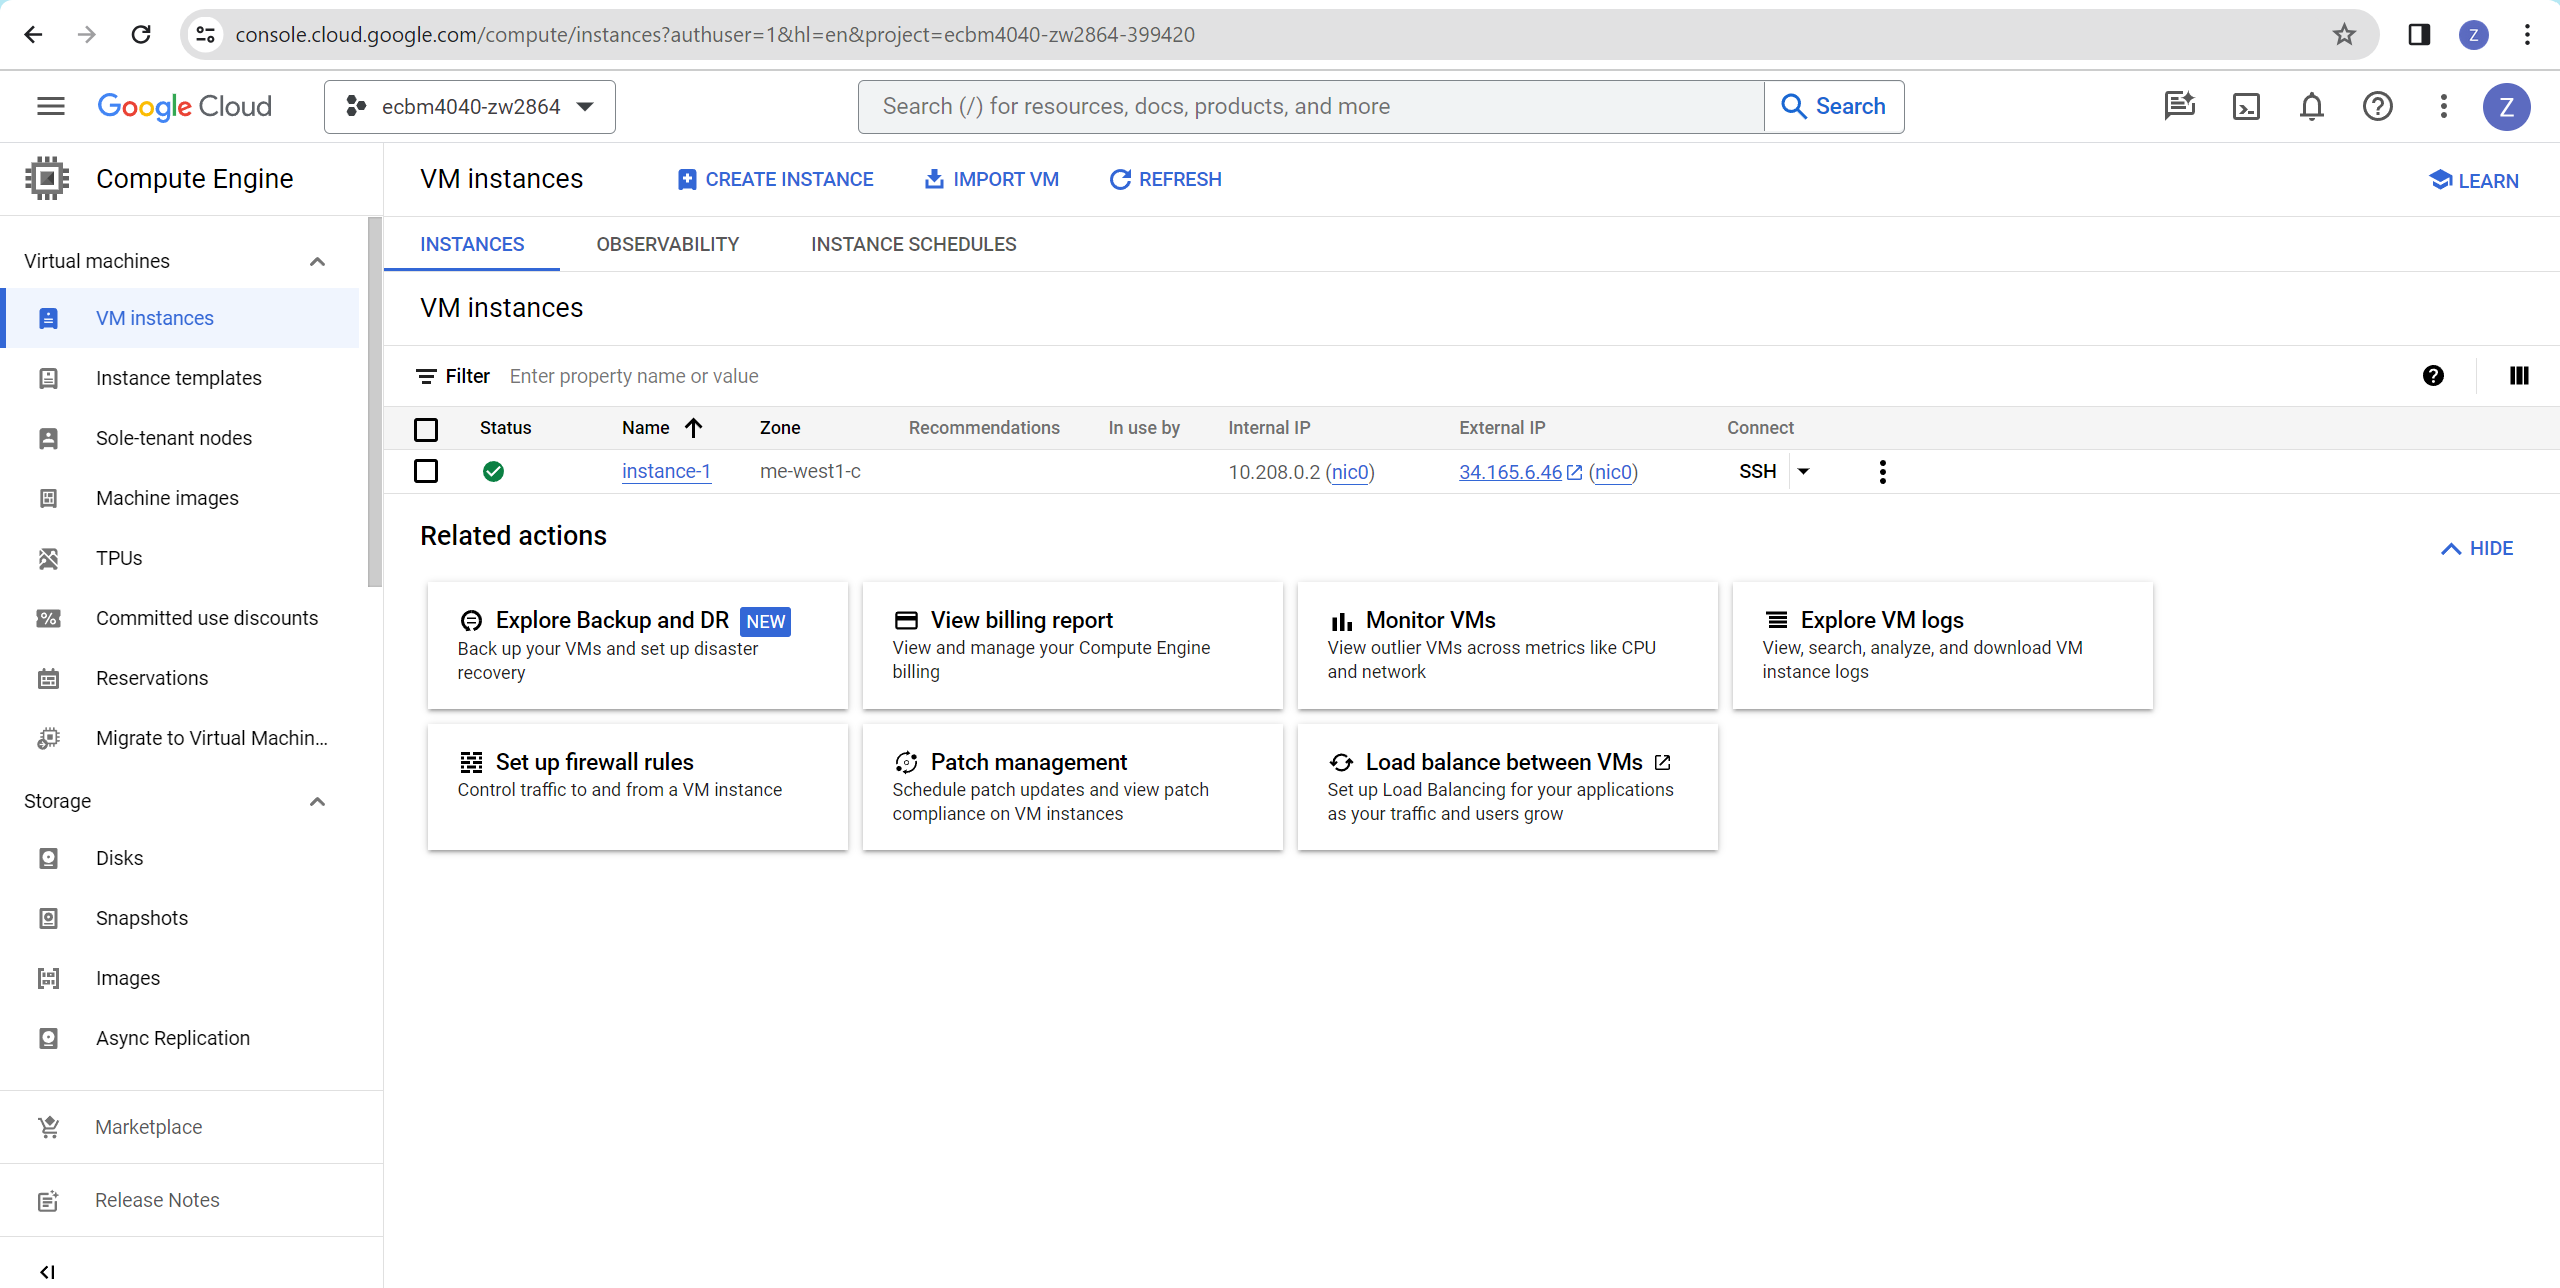 console.cloud.google.com/compute/instances?authuser=1&hl=en&project=ecbm4040-zw2864-399420
Z
Google Cloud
ecbm4040-zw2864
Search (/) for resources, docs, products, and more
Search
Z
Compute Engine
VM instances
CREATE INSTANCE
IMPORT VM
REFRESH
LEARN
Virtual machines
VM instances
Instance templates
Sole-tenant nodes
Machine images
TPUs
Committed use discounts
Reservations
Migrate to Virtual Machin...
Storage
Disks
Snapshots
Images
Async Replication
Marketplace
Release Notes
INSTANCES
OBSERVABILITY
INSTANCE SCHEDULES
VM instances
Filter Enter property name or value
Status Name Zone Recommendations In use by Internal IP External IP Connect
instance-1 me-west1-c 10.208.0.2 (nic0) 34.165.6.46 (nic0) SSH
Related actions
HIDE
Explore Backup and DR NEW
Back up your VMs and set up disaster
recovery
View billing report
View and manage your Compute Engine
billing
Monitor VMs
View outlier VMs across metrics like CPU
and network
Explore VM logs
View, search, analyze, and download VM
instance logs
Set up firewall rules
Control traffic to and from a VM instance
Patch management
Schedule patch updates and view patch
compliance on VM instances
Load balance between VMs
Set up Load Balancing for your applications
as your traffic and users grow